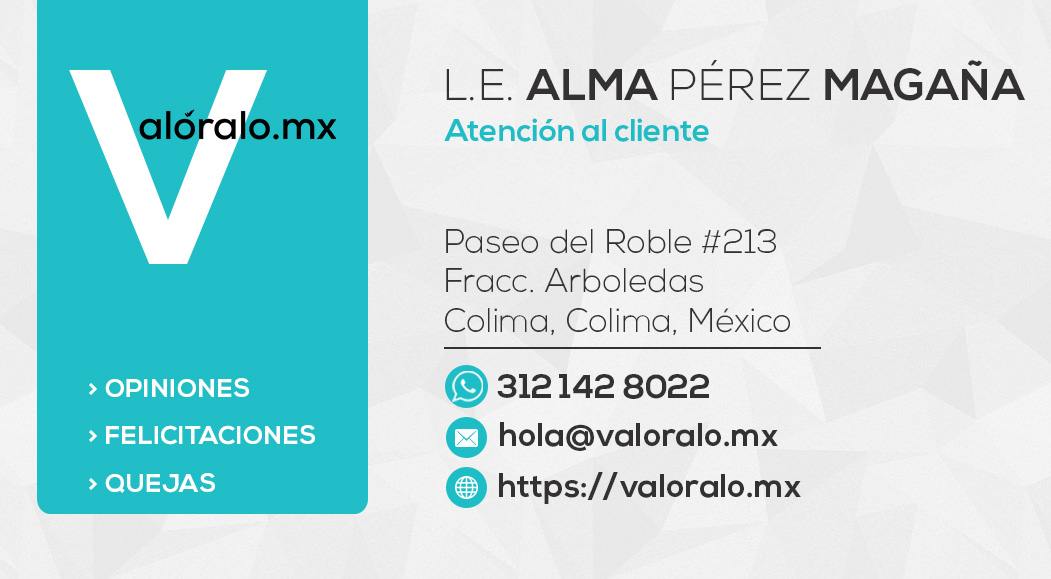 Valóralo.mx
> OPINIONES
> FELICITACIONES
> QUEJAS
L.E. ALMA PÉREZ MAGAÑA
Atención al cliente
Paseo del Roble #213
Fracc. Arboledas
Colima, Colima, México
312 142 8022
hola@valoralo.mx
https://valoralo.mx